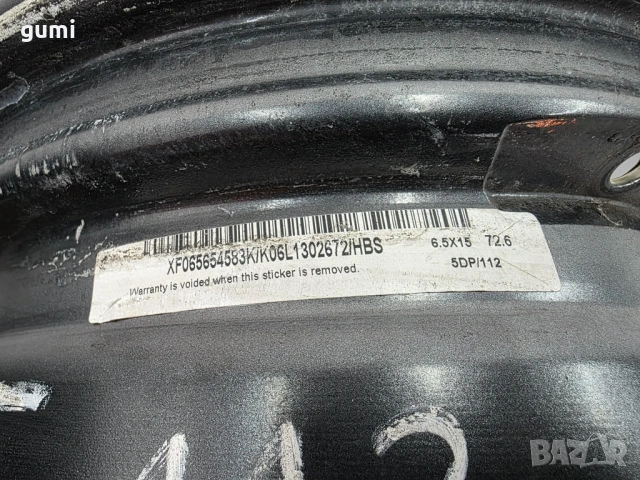 gumi
XF065654583K/K06L1302672/HBS 6.5X15 72.6
Warranty is voided when this sticker is removed. 5DP/112
112
BAZAR